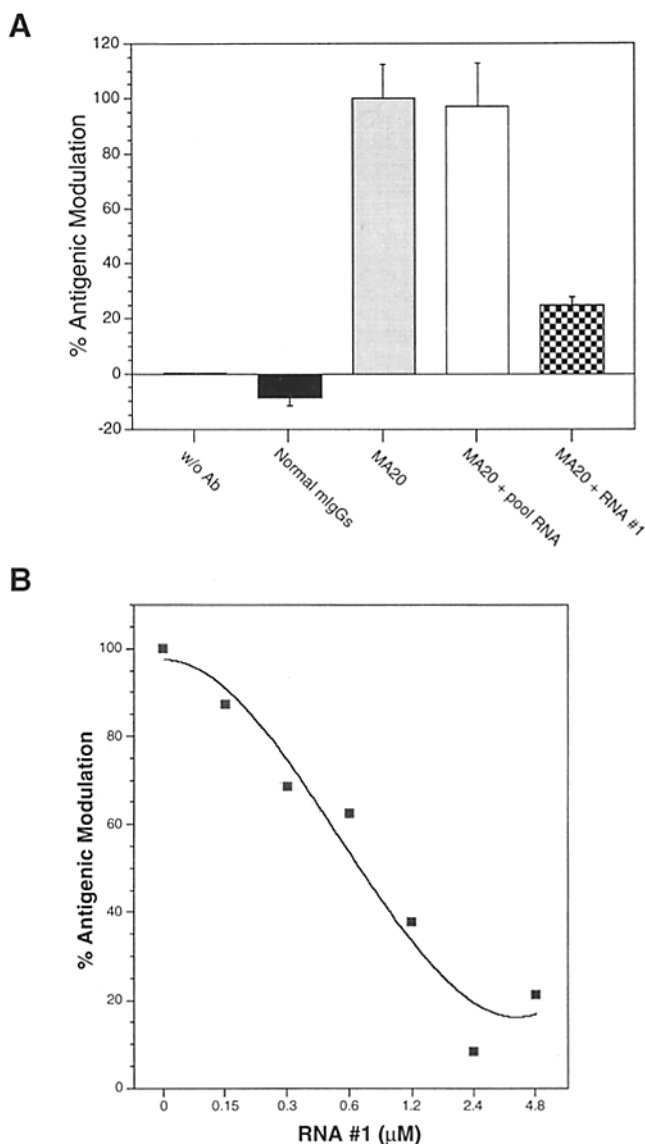 A
% Antigenic Modulation
120
100
80
60
40
20
0
-20
w/o Ab
Normal mIgGs
MA20
MA20 + pool RNA
MA20 + RNA #1
B
% Antigenic Modulation
100
80
60
40
20
0
0 0.15 0.3 0.6 1.2 2.4 4.8
RNA #1 (μM)